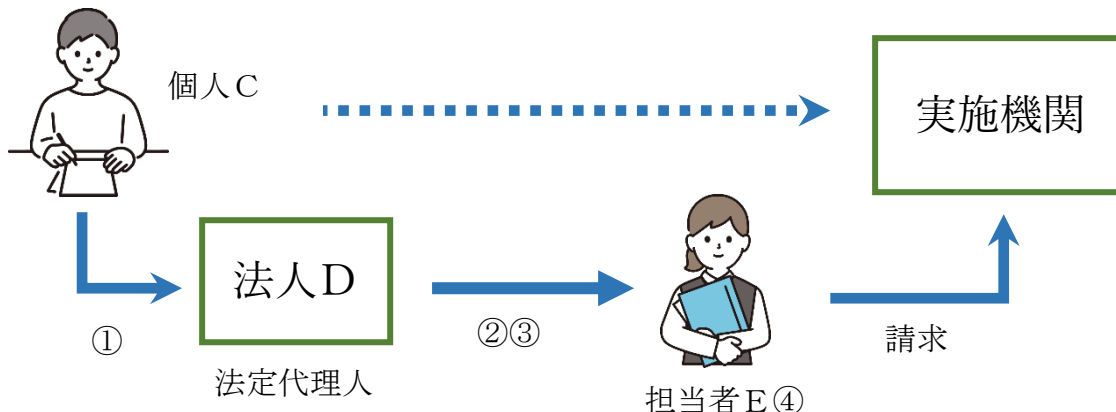 個人Ｃ
実施機関
①
法人Ｄ
法定代理人
②③
担当者Ｅ④
請求